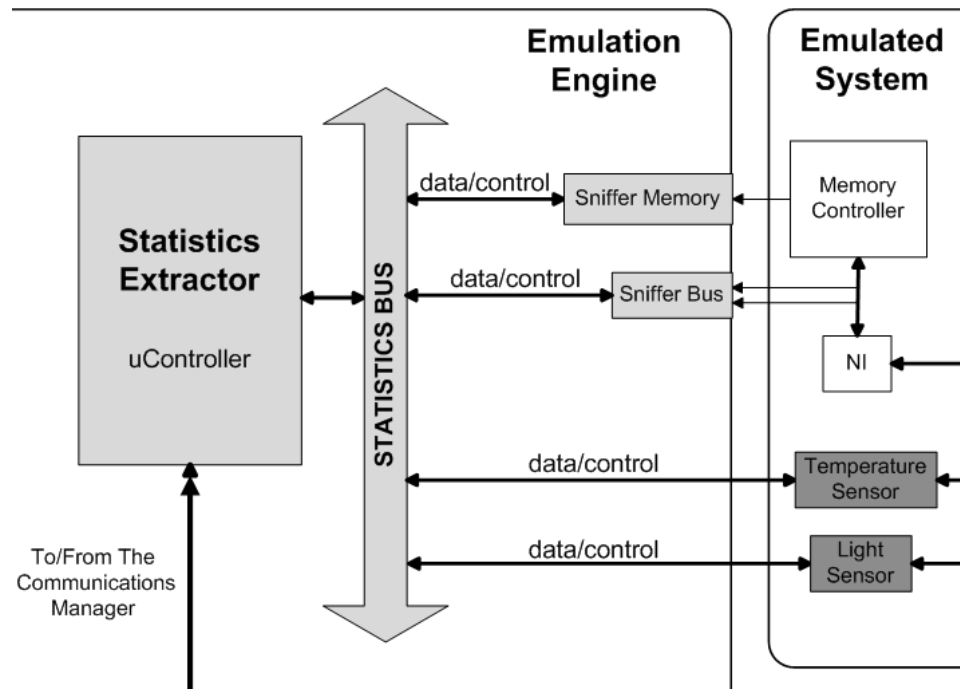 Emulation
Engine
Emulated
System
data/control
Sniffer Memory
Memory
Controller
Statistics
Extractor
uController
STATISTICS BUS
data/control
Sniffer Bus
NI
data/control
Temperature
Sensor
data/control
Light
Sensor
To/From The
Communications
Manager